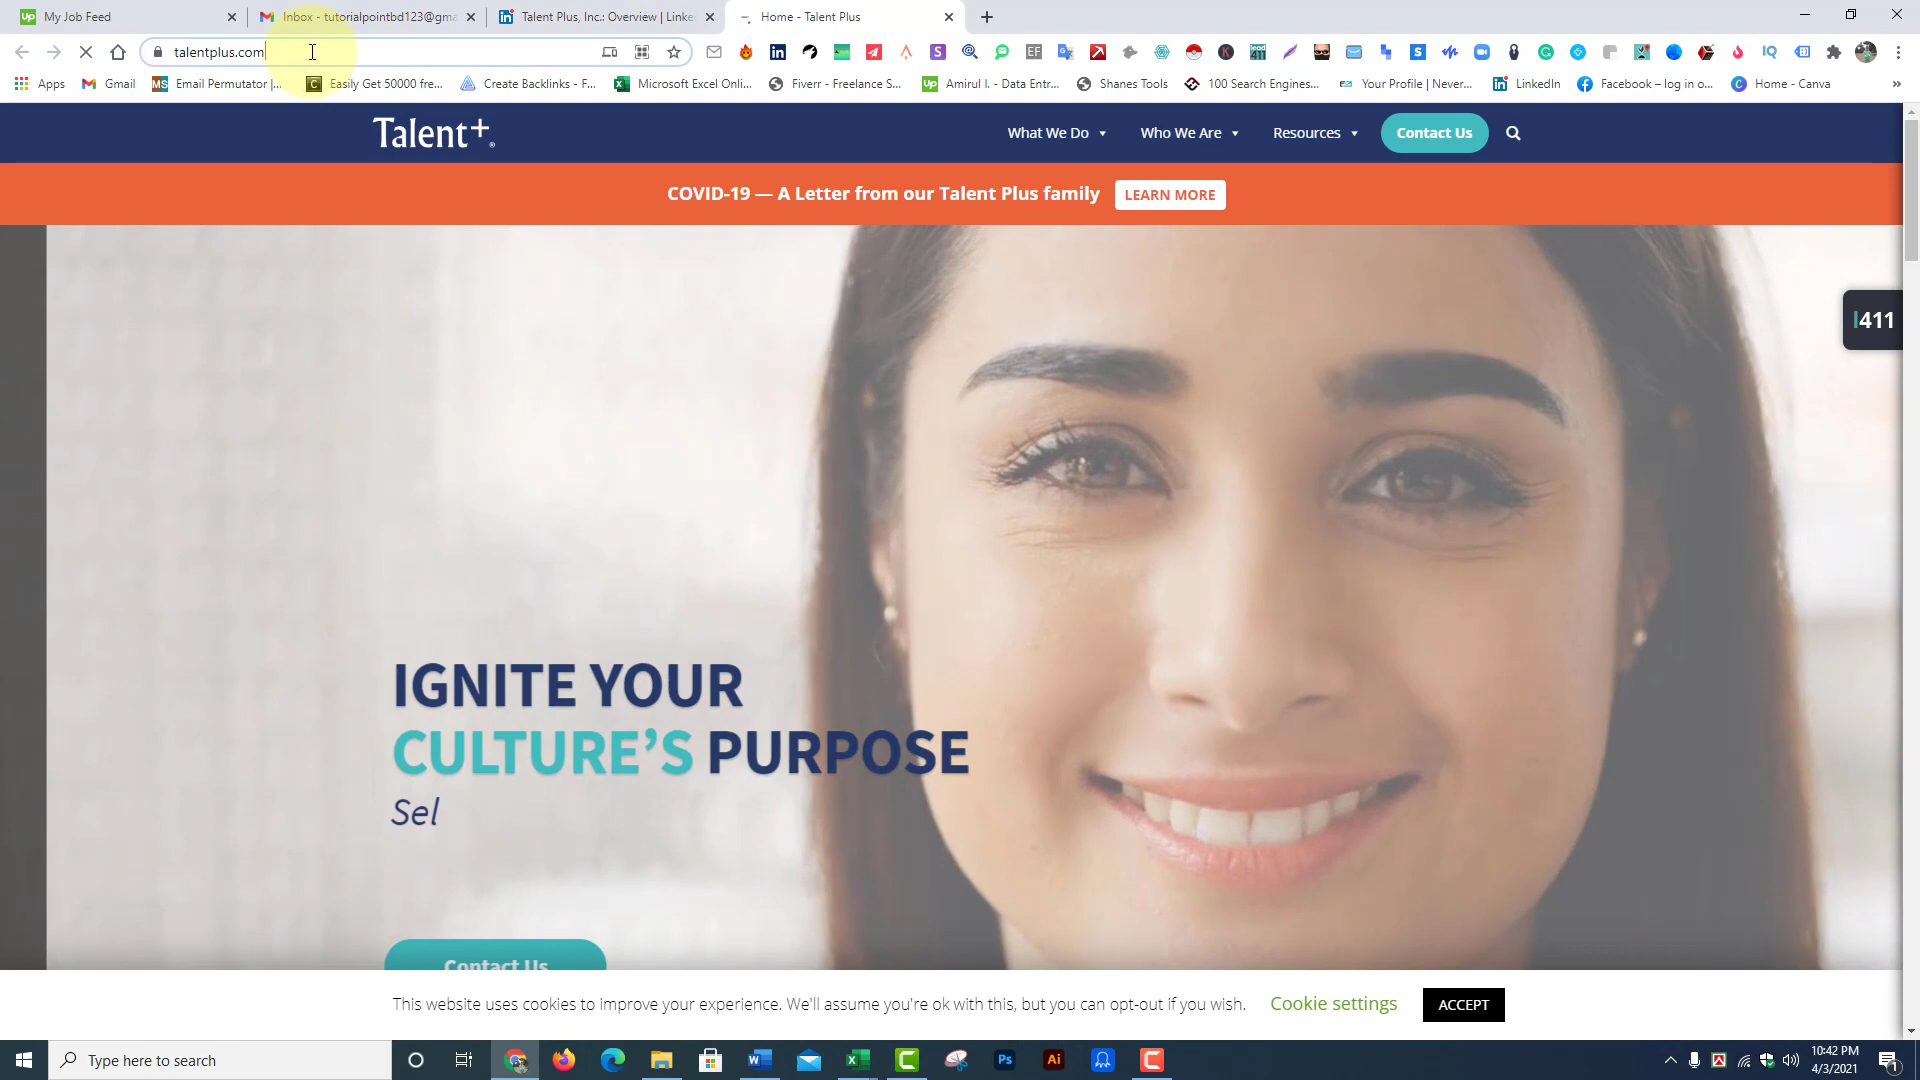 My Job Feed
Inbox - tutorialpointbd123@gma
Talent Plus, Inc.: Overview | Linke
Home - Talent Plus
talentplus.com
Apps
Gmail
Email Permutator |...
Easily Get 50000 fre...
Create Backlinks - F...
Microsoft Excel Onli...
Fiverr - Freelance S...
Amirul I. - Data Entr...
Shanes Tools
100 Search Engines...
Your Profile | Never...
LinkedIn
Facebook – log in o...
Home - Canva
Talent+
What We Do
Who We Are
Resources
Contact Us
COVID-19 — A Letter from our Talent Plus family
LEARN MORE
l411
IGNITE YOUR
CULTURE'S PURPOSE
Sel
Contact Us
This website uses cookies to improve your experience. We'll assume you're ok with this, but you can opt-out if you wish.
Cookie settings
ACCEPT
Type here to search
10:42 PM
4/3/2021